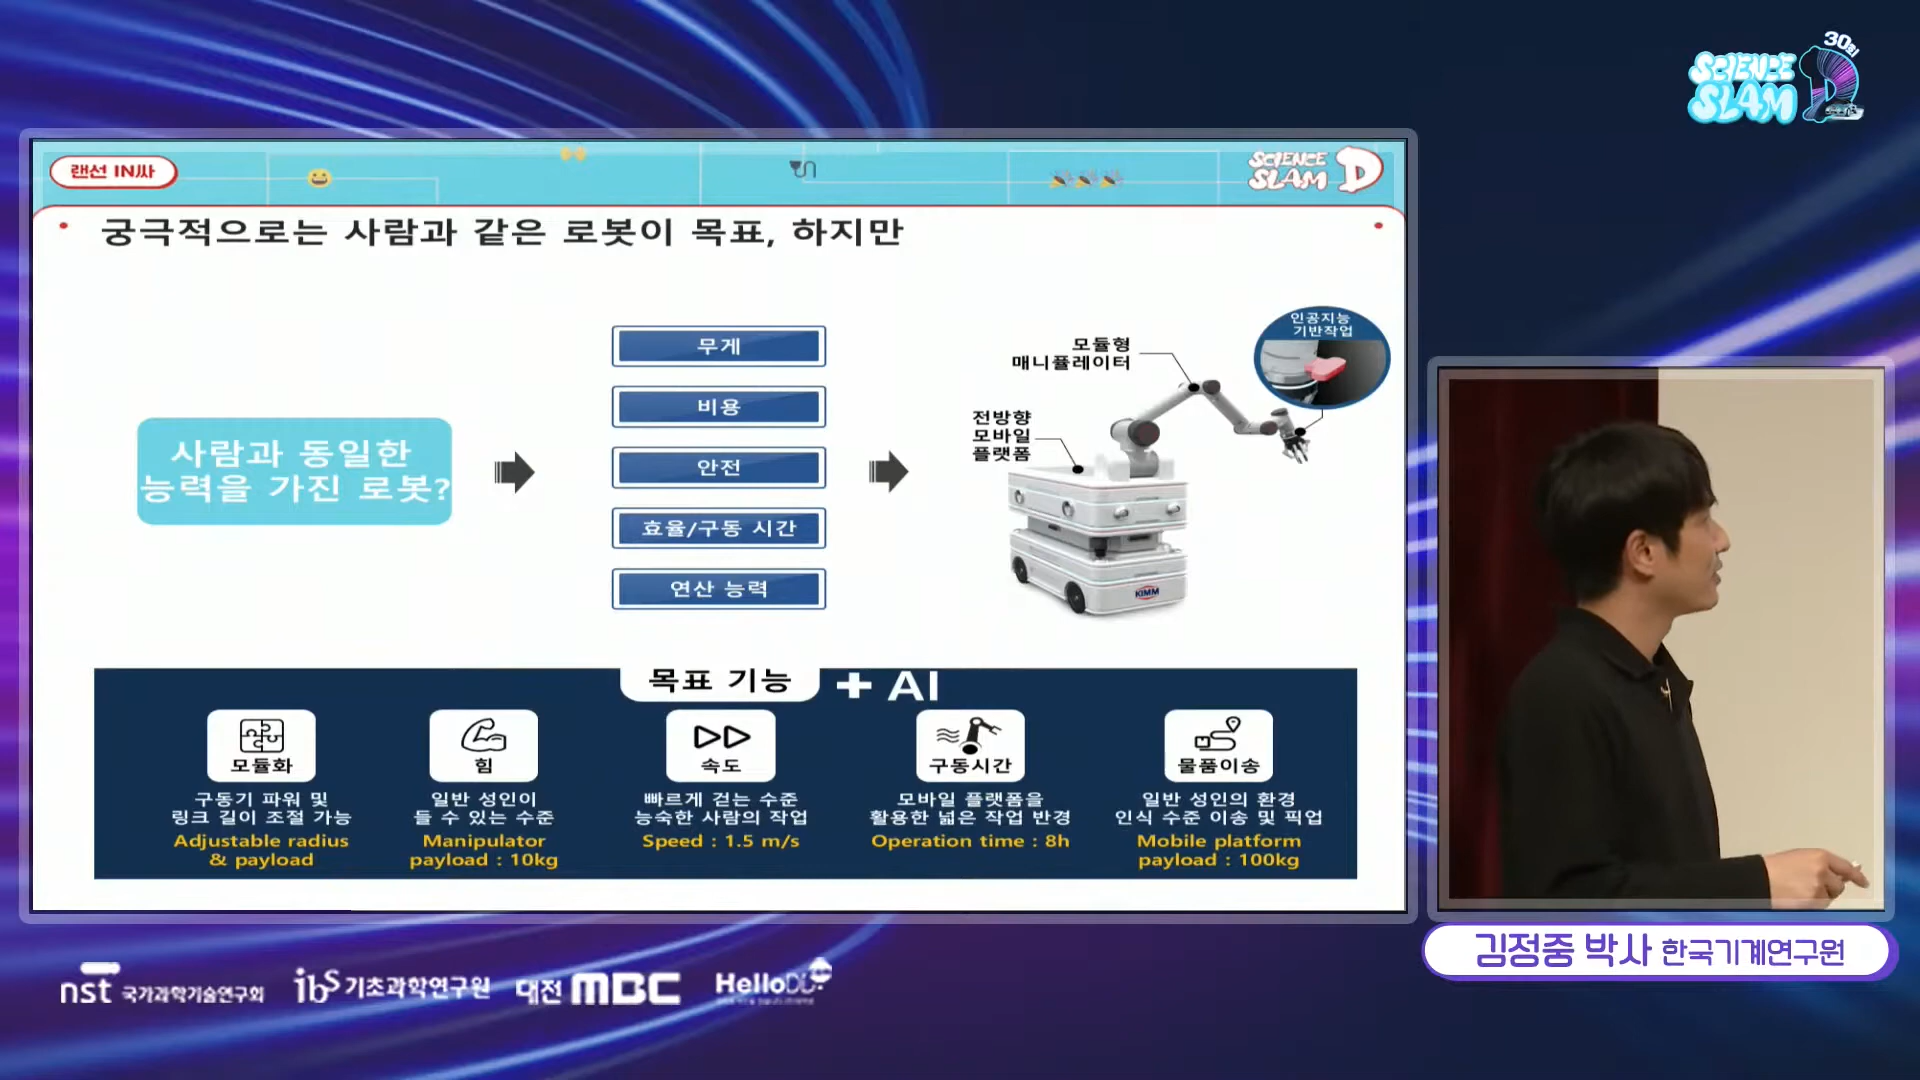 30회
SCIENCE
SLAM D
랜선 IN싸
SCIENCE
SLAM D
궁극적으로는 사람과 같은 로봇이 목표, 하지만
사람과 동일한
능력을 가진 로봇?
무게
비용
안전
효율/구동 시간
연산 능력
인공지능
기반작업
모듈형
매니퓰레이터
전방향
모바일
플랫폼
KIMM
목표 기능 + AI
모듈화
구동기 파워 및
링크 길이 조절 가능
Adjustable radius
& payload
힘
일반 성인이
들 수 있는 수준
Manipulator
payload : 10kg
속도
빠르게 걷는 수준
능숙한 사람의 작업
Speed : 1.5 m/s
구동시간
모바일 플랫폼을
활용한 넓은 작업 반경
Operation time : 8h
물품이송
일반 성인의 환경
인식 수준 이송 및 픽업
Mobile platform
payload : 100kg
김정중 박사 한국기계연구원
nst 국가과학기술연구회
ibS 기초과학연구원
대전 MBC
HelloDD